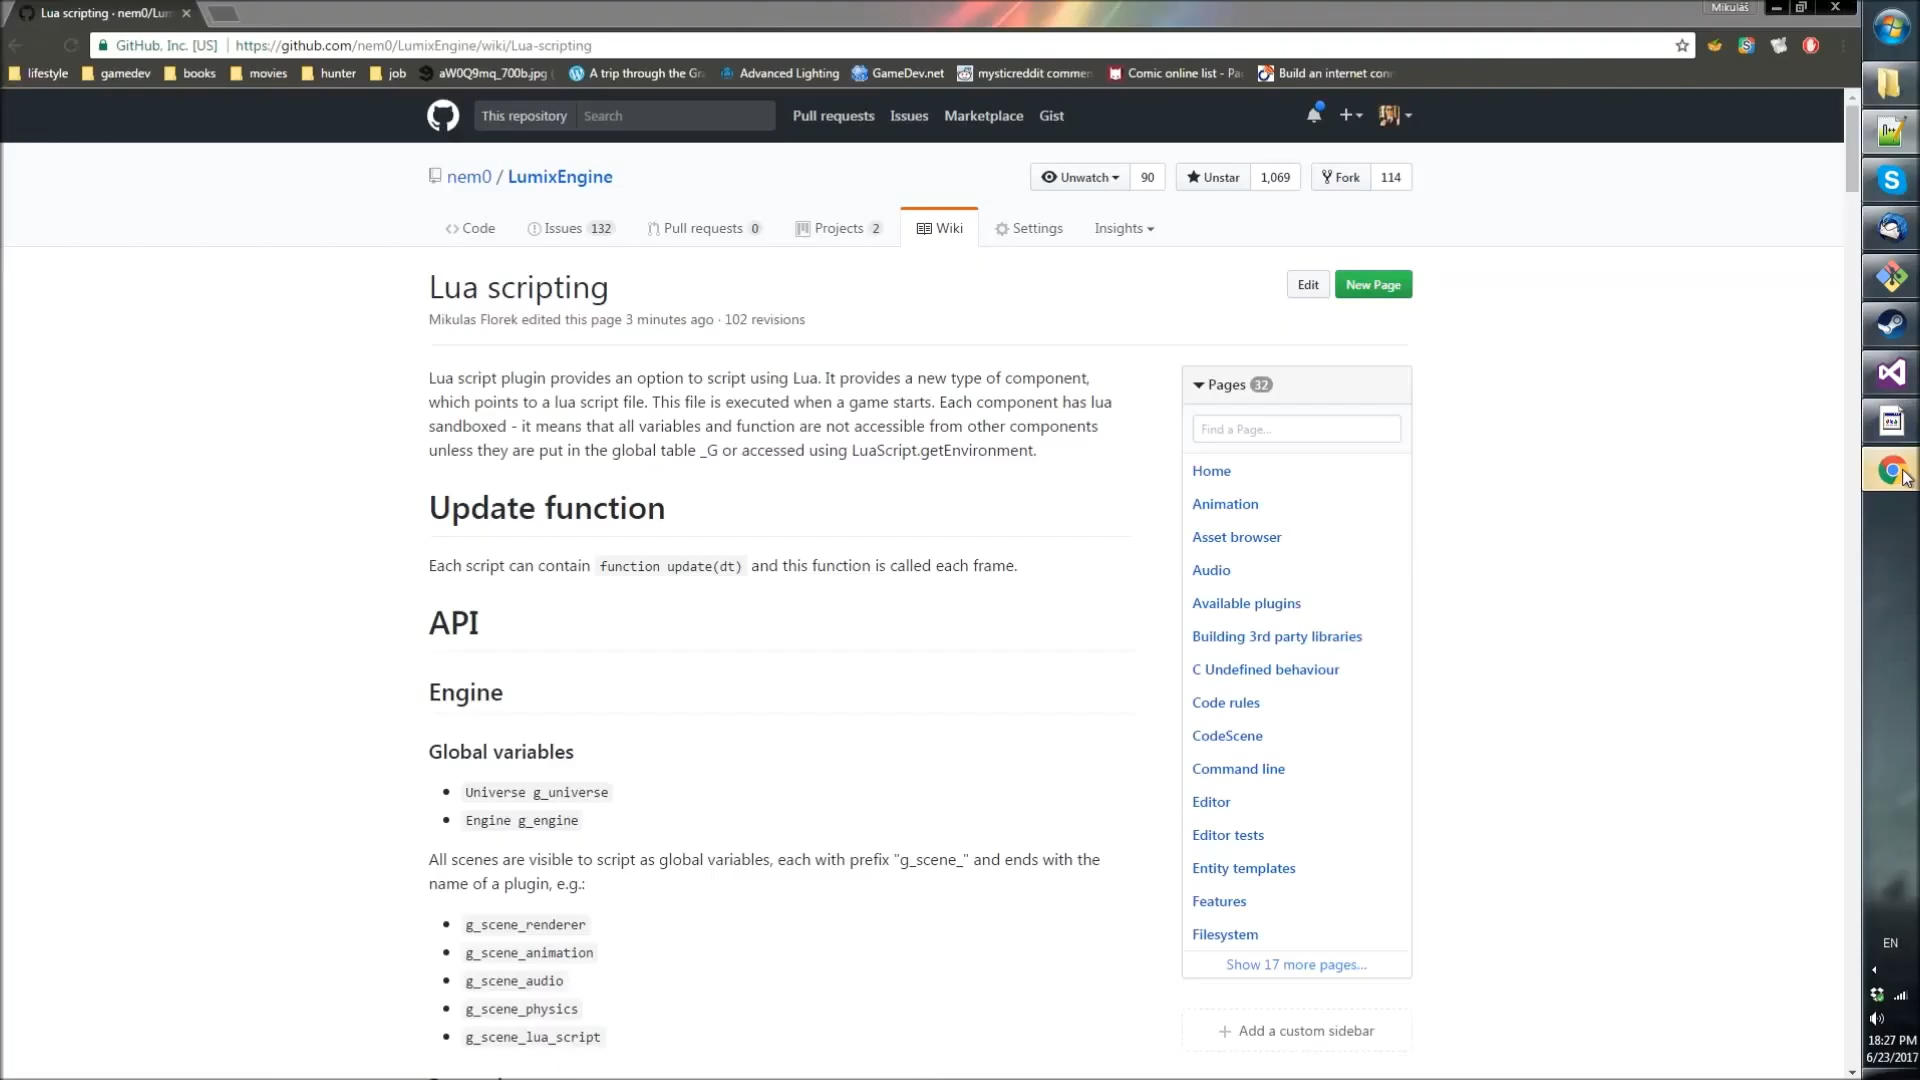 Lua scripting · nem0/Lum
Mikuláš
GitHub, Inc. [US] https://github.com/nem0/LumixEngine/wiki/Lua-scripting
lifestyle gamedev books movies hunter job aW0Q9mq_700b.jpg A trip through the Gra Advanced Lighting GameDev.net mysticreddit commen Comic online list - Pa Build an internet con
This repository Search Pull requests Issues Marketplace Gist
nem0 / LumixEngine Unwatch 90 Unstar 1,069 Fork 114
Code Issues 132 Pull requests 0 Projects 2 Wiki Settings Insights
Lua scripting
Edit New Page
Mikulas Florek edited this page 3 minutes ago · 102 revisions
Lua script plugin provides an option to script using Lua. It provides a new type of component,
which points to a lua script file. This file is executed when a game starts. Each component has lua
sandboxed - it means that all variables and function are not accessible from other components
unless they are put in the global table _G or accessed using LuaScript.getEnvironment.
Update function
Each script can contain function update(dt) and this function is called each frame.
API
Engine
Global variables
Universe g_universe
Engine g_engine
All scenes are visible to script as global variables, each with prefix "g_scene_" and ends with the
name of a plugin, e.g.:
g_scene_renderer
g_scene_animation
g_scene_audio
g_scene_physics
g_scene_lua_script
Pages 32
Find a Page...
Home
Animation
Asset browser
Audio
Available plugins
Building 3rd party libraries
C Undefined behaviour
Code rules
CodeScene
Command line
Editor
Editor tests
Entity templates
Features
Filesystem
Show 17 more pages...
Add a custom sidebar
EN
18:27 PM
6/23/2017